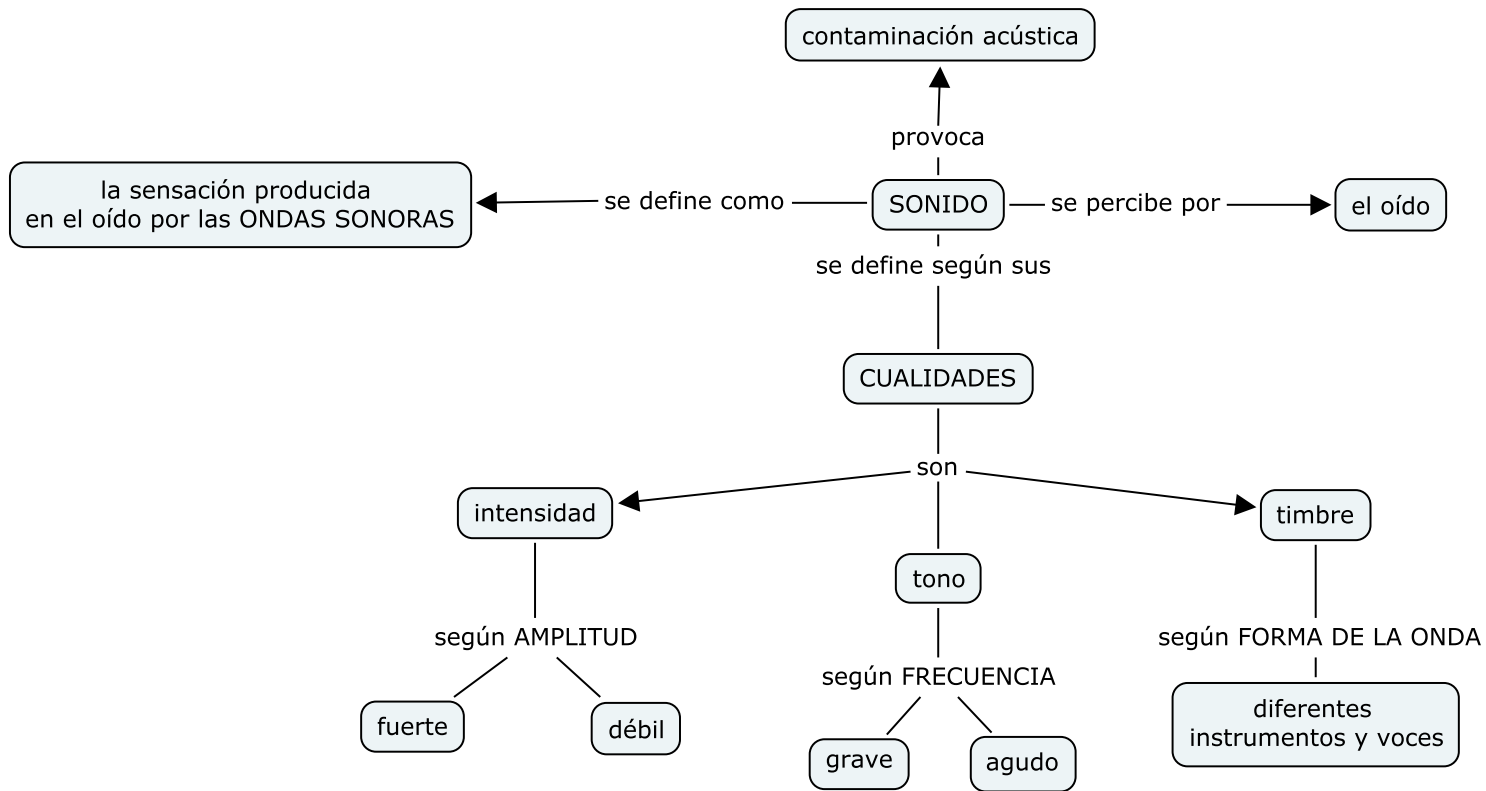 contaminación acústica
provoca
la sensación producida
en el oído por las ONDAS SONORAS
se define como
SONIDO
se percibe por
el oído
se define según sus
CUALIDADES
son
intensidad
timbre
tono
según AMPLITUD
según FORMA DE LA ONDA
según FRECUENCIA
fuerte
débil
grave
agudo
diferentes
instrumentos y voces